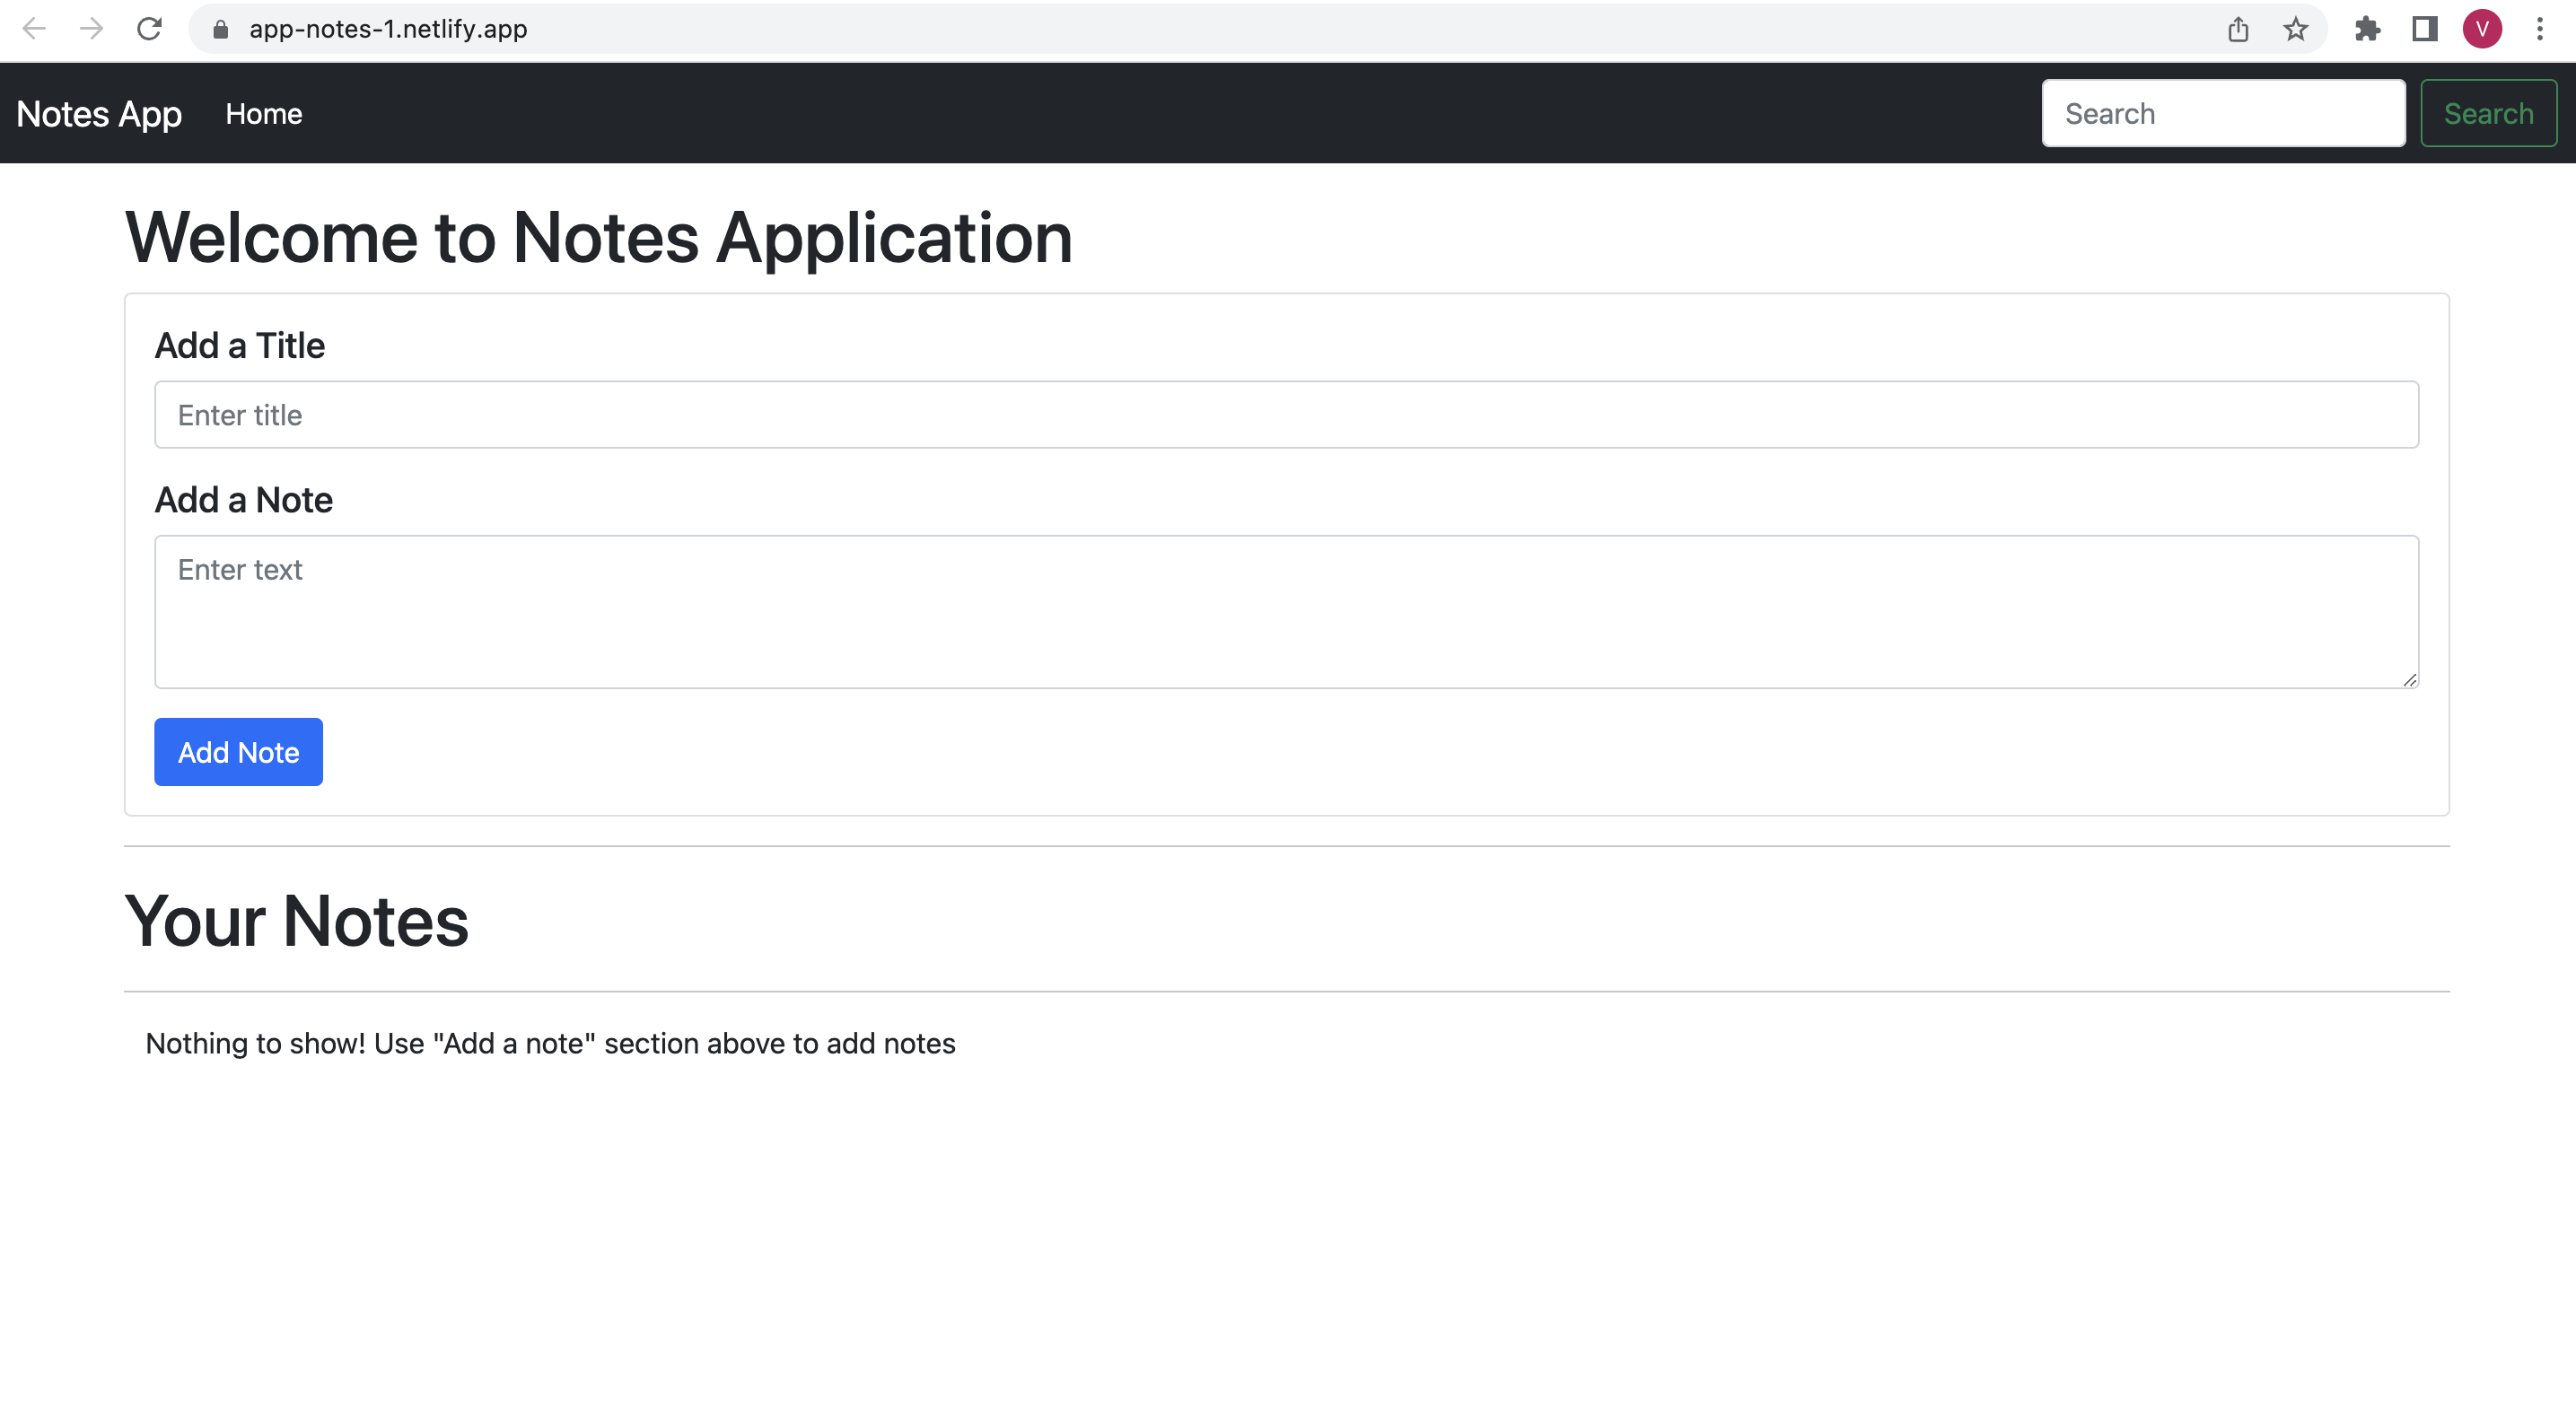 app-notes-1.netlify.app
V
Notes App Home Search Search
Welcome to Notes Application
Add a Title
Enter title
Add a Note
Enter text
Add Note
Your Notes
Nothing to show! Use "Add a note" section above to add notes